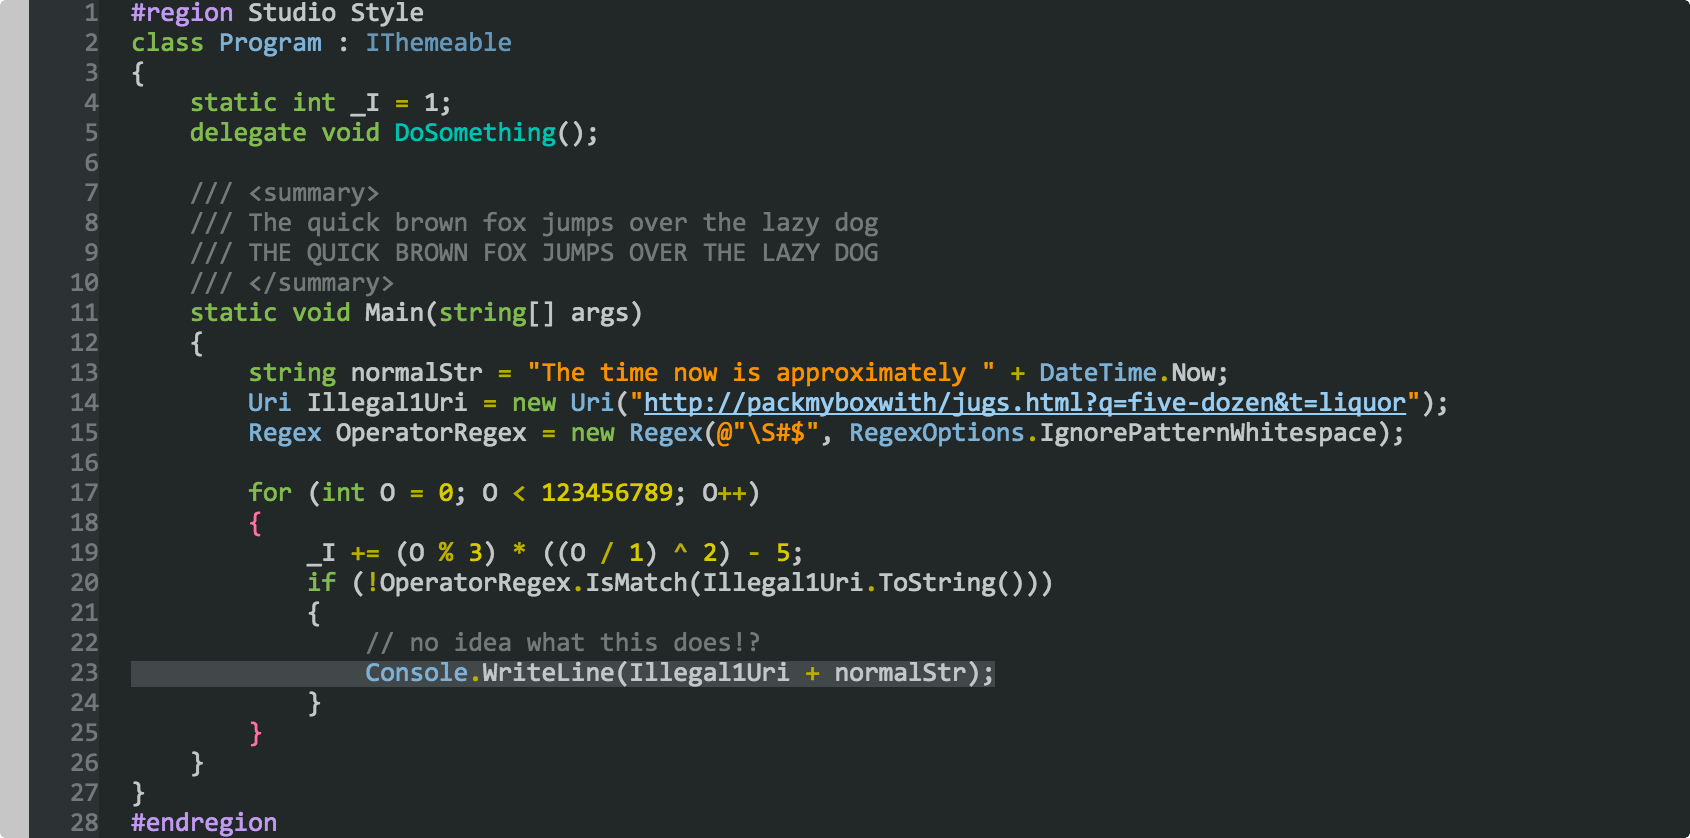 1 #region Studio Style
2 class Program : IThemeable
3 {
4     static int _I = 1;
5     delegate void DoSomething();
6
7     /// <summary>
8     /// The quick brown fox jumps over the lazy dog
9     /// THE QUICK BROWN FOX JUMPS OVER THE LAZY DOG
10     /// </summary>
11     static void Main(string[] args)
12     {
13         string normalStr = "The time now is approximately " + DateTime.Now;
14         Uri Illegal1Uri = new Uri("http://packmyboxwith/jugs.html?q=five-dozen&t=liquor");
15         Regex OperatorRegex = new Regex(@"\S#$", RegexOptions.IgnorePatternWhitespace);
16
17         for (int O = 0; O < 123456789; O++)
18         {
19             _I += (O % 3) * ((O / 1) ^ 2) - 5;
20             if (!OperatorRegex.IsMatch(Illegal1Uri.ToString()))
21             {
22                 // no idea what this does!?
23                 Console.WriteLine(Illegal1Uri + normalStr);
24             }
25         }
26     }
27 }
28 #endregion